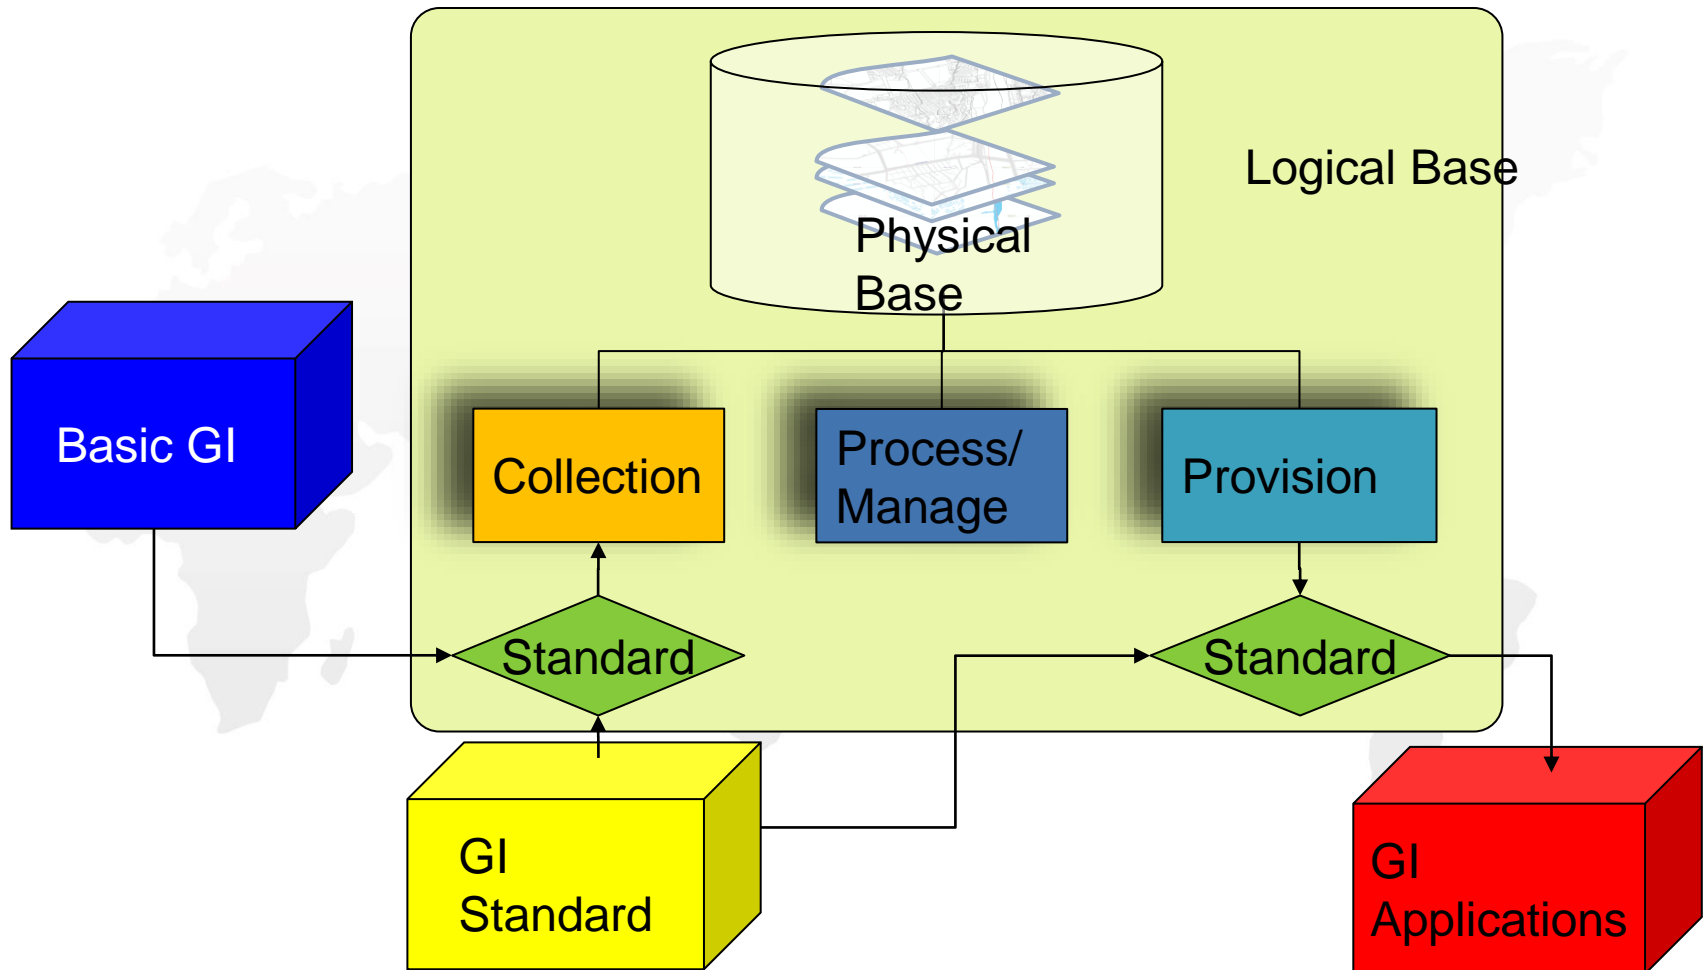 Logical Base
Physical
Base
Basic GI
Collection
Process/
Manage
Provision
Standard
Standard
GI
Standard
GI
Applications